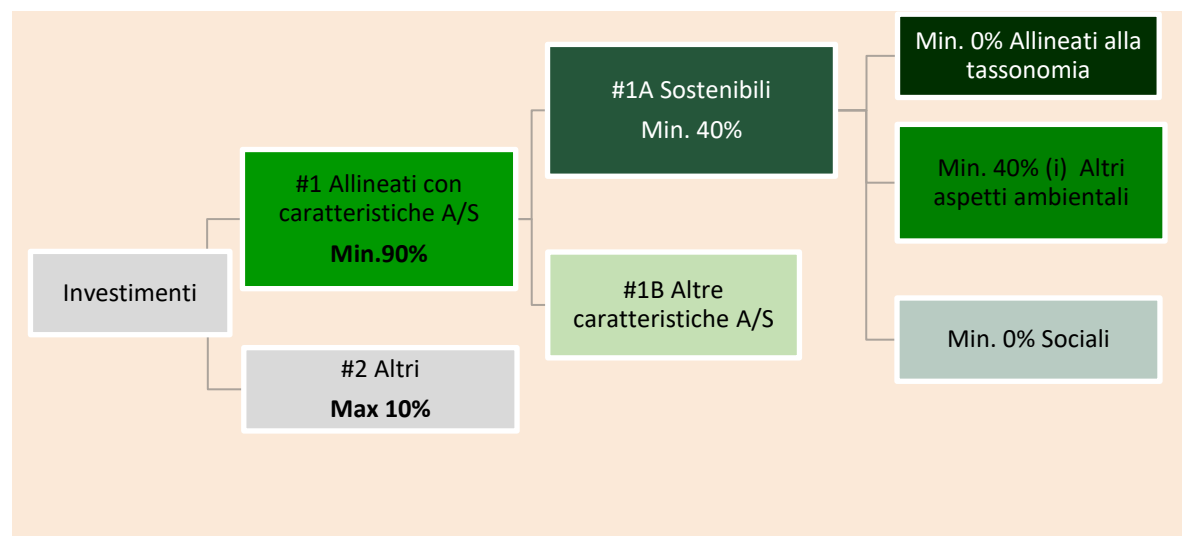 Investimenti
#1 Allineati con
caratteristiche A/S
Min.90%
#2 Altri
Max 10%
#1A Sostenibili
Min. 40%
#1B Altre
caratteristiche A/S
Min. 0% Allineati alla
tassonomia
Min. 40% (i) Altri
aspetti ambientali
Min. 0% Sociali